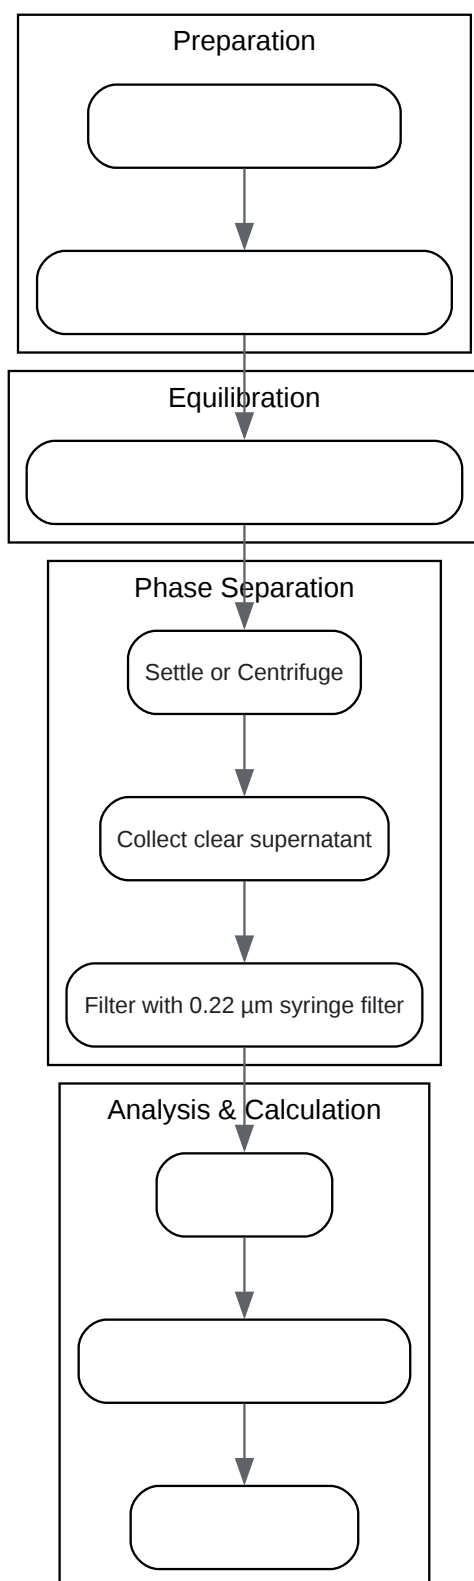 Preparation
Equilibration
Phase Separation
Settle or Centrifuge
Collect clear supernatant
Filter with 0.22 µm syringe filter
Analysis & Calculation